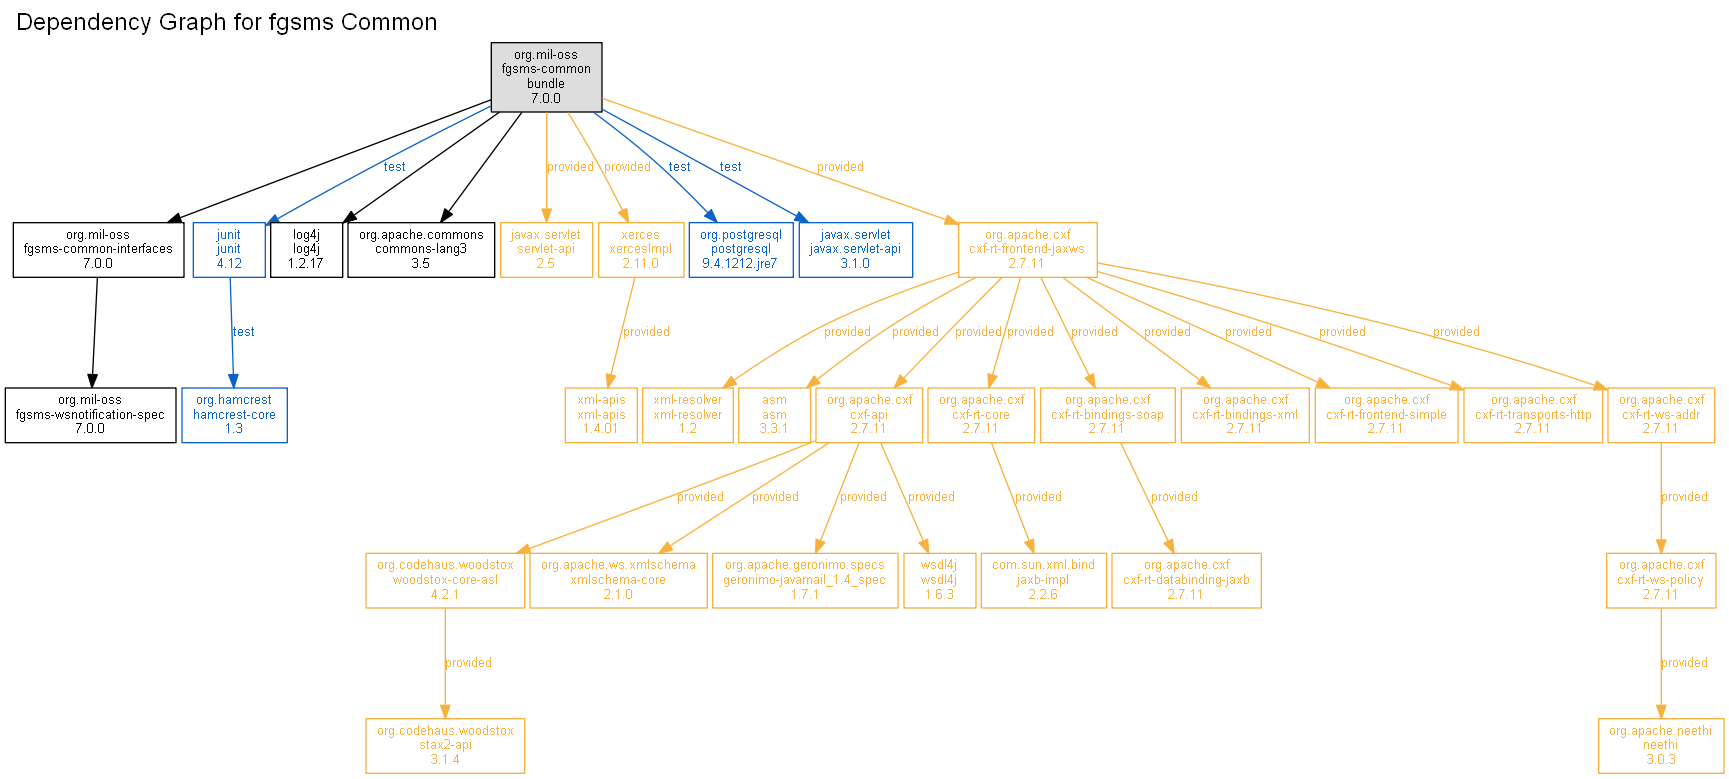 Dependency Graph for fgsms Common
org.mil-oss
fgsms-common
bundle
7.0.0
test
provided
provided
test
test
provided
org.mil-oss
fgsms-common-interfaces
7.0.0
junit
junit
4.12
log4j
log4j
1.2.17
org.apache.commons
commons-lang3
3.5
javax.servlet
servlet-api
2.5
xerces
xercesImpl
2.11.0
org.postgresql
postgresql
9.4.1212.jre7
javax.servlet
javax.servlet-api
3.1.0
org.apache.cxf
cxf-rt-frontend-jaxws
2.7.11
test
provided
provided
provided
provided
provided
provided
provided
provided
provided
provided
org.mil-oss
fgsms-wsnotification-spec
7.0.0
org.hamcrest
hamcrest-core
1.3
xml-apis
xml-apis
1.4.01
xml-resolver
xml-resolver
1.2
asm
asm
3.3.1
org.apache.cxf
cxf-api
2.7.11
org.apache.cxf
cxf-rt-core
2.7.11
org.apache.cxf
cxf-rt-bindings-soap
2.7.11
org.apache.cxf
cxf-rt-bindings-xml
2.7.11
org.apache.cxf
cxf-rt-frontend-simple
2.7.11
org.apache.cxf
cxf-rt-transports-http
2.7.11
org.apache.cxf
cxf-rt-ws-addr
2.7.11
provided
provided
provided
provided
provided
provided
provided
org.codehaus.woodstox
woodstox-core-asl
4.2.1
org.apache.ws.xmlschema
xmlschema-core
2.1.0
org.apache.geronimo.specs
geronimo-javamail_1.4_spec
1.7.1
wsdl4j
wsdl4j
1.6.3
com.sun.xml.bind
jaxb-impl
2.2.6
org.apache.cxf
cxf-rt-databinding-jaxb
2.7.11
org.apache.cxf
cxf-rt-ws-policy
2.7.11
provided
provided
org.codehaus.woodstox
stax2-api
3.1.4
org.apache.neethi
neethi
3.0.3